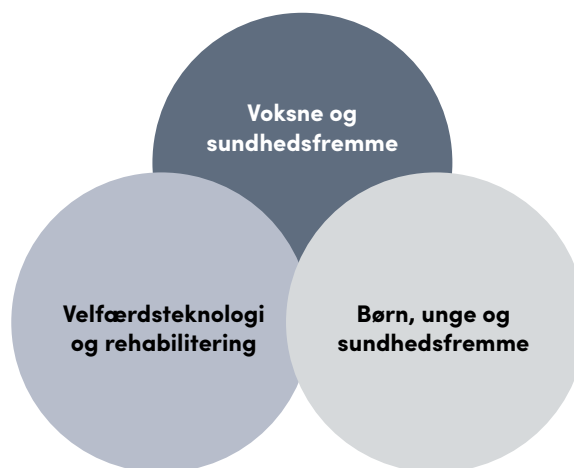 Voksne og
sundhedsfremme
Velfærdsteknologi
og rehabilitering
Børn, unge og
sundhedsfremme